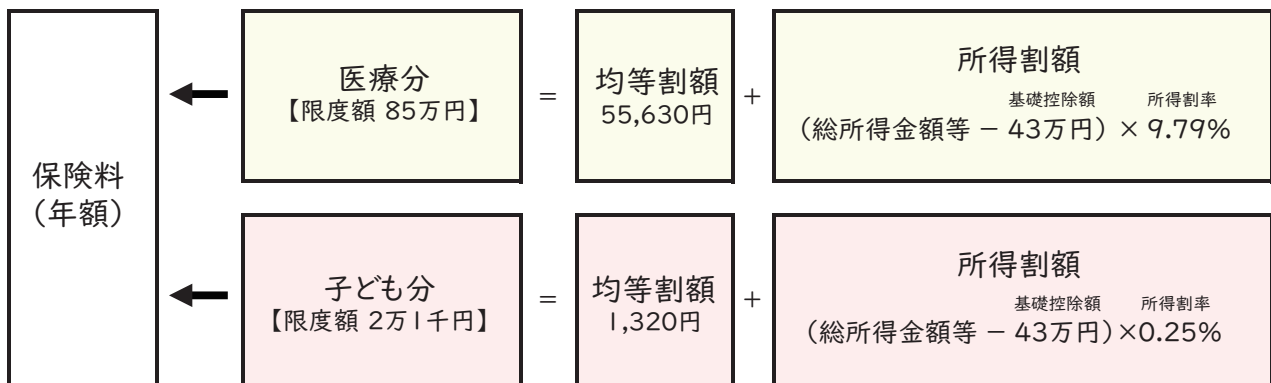 保険料
（年額）
医療分
【限度額 85万円】
=
均等割額
55,630円
+
所得割額
基礎控除額 所得割率
（総所得金額等 － 43万円）× 9.79%
子ども分
【限度額 2万1千円】
=
均等割額
1,320円
+
所得割額
基礎控除額 所得割率
（総所得金額等 － 43万円）×0.25%